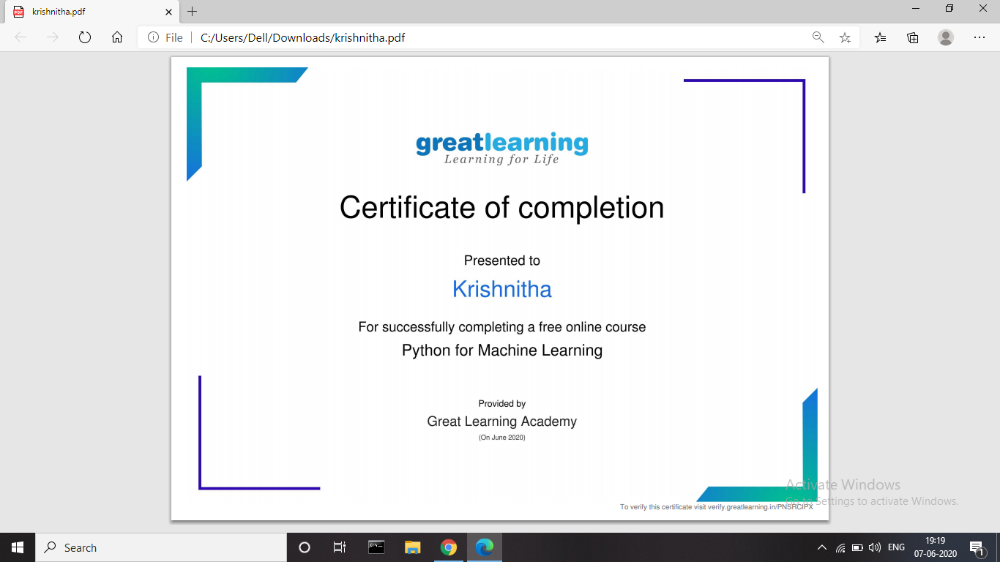 krishnitha.pdf
File
C:/Users/Dell/Downloads/krishnitha.pdf
greatlearning
Learning for Life
Certificate of completion
Presented to
Krishnitha
For successfully completing a free online course
Python for Machine Learning
Provided by
Great Learning Academy
(On June 2020)
Activate Windows
Go to Settings to activate Windows.
To verify this certificate visit verify.greatlearning.in/PNSRCIPX
Search
ENG
19:19
07-06-2020
1